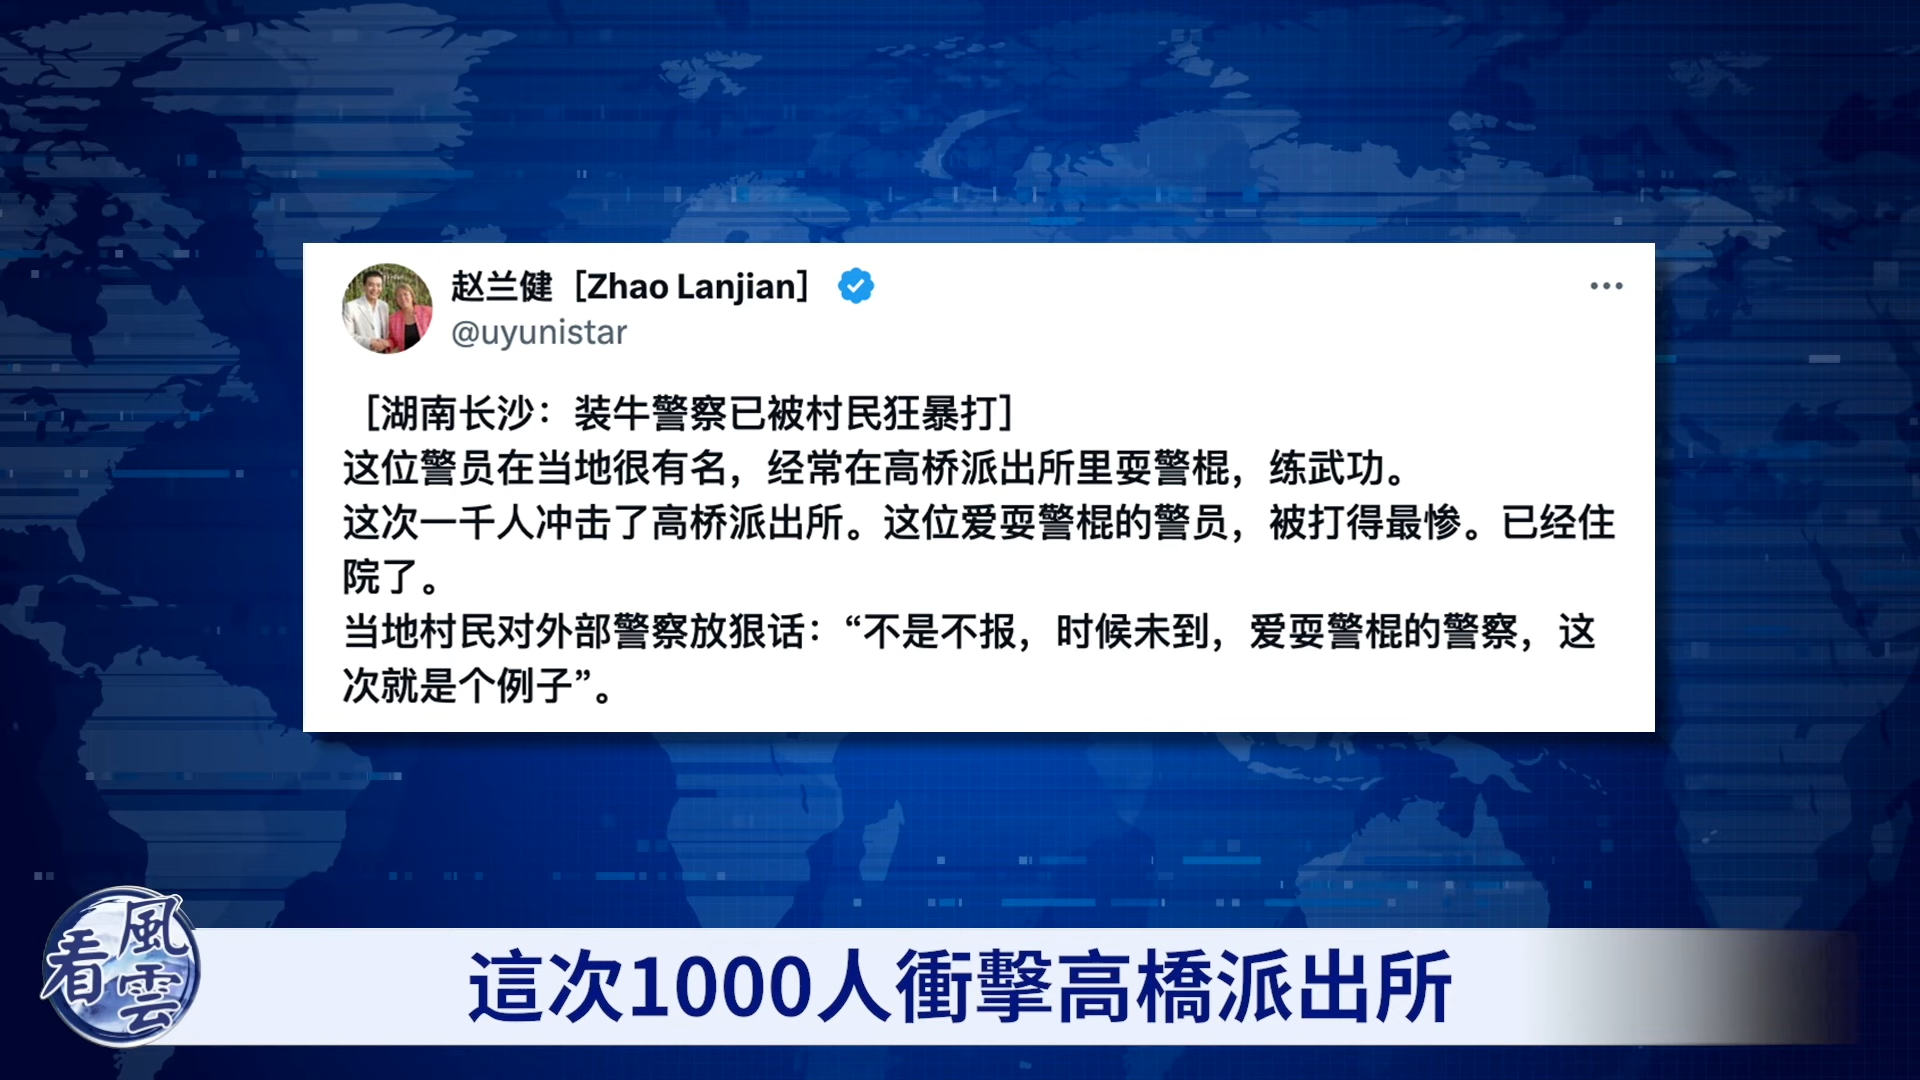 赵兰健［Zhao Lanjian］
@uyunistar
［湖南长沙：装牛警察已被村民狂暴打］
这位警员在当地很有名，经常在高桥派出所里耍警棍，练武功。
这次一千人冲击了高桥派出所。这位爱耍警棍的警员，被打得最惨。已经住
院了。
当地村民对外部警察放狠话：“不是不报，时候未到，爱耍警棍的警察，这
次就是个例子”。
看風雲
這次1000人衝擊高橋派出所